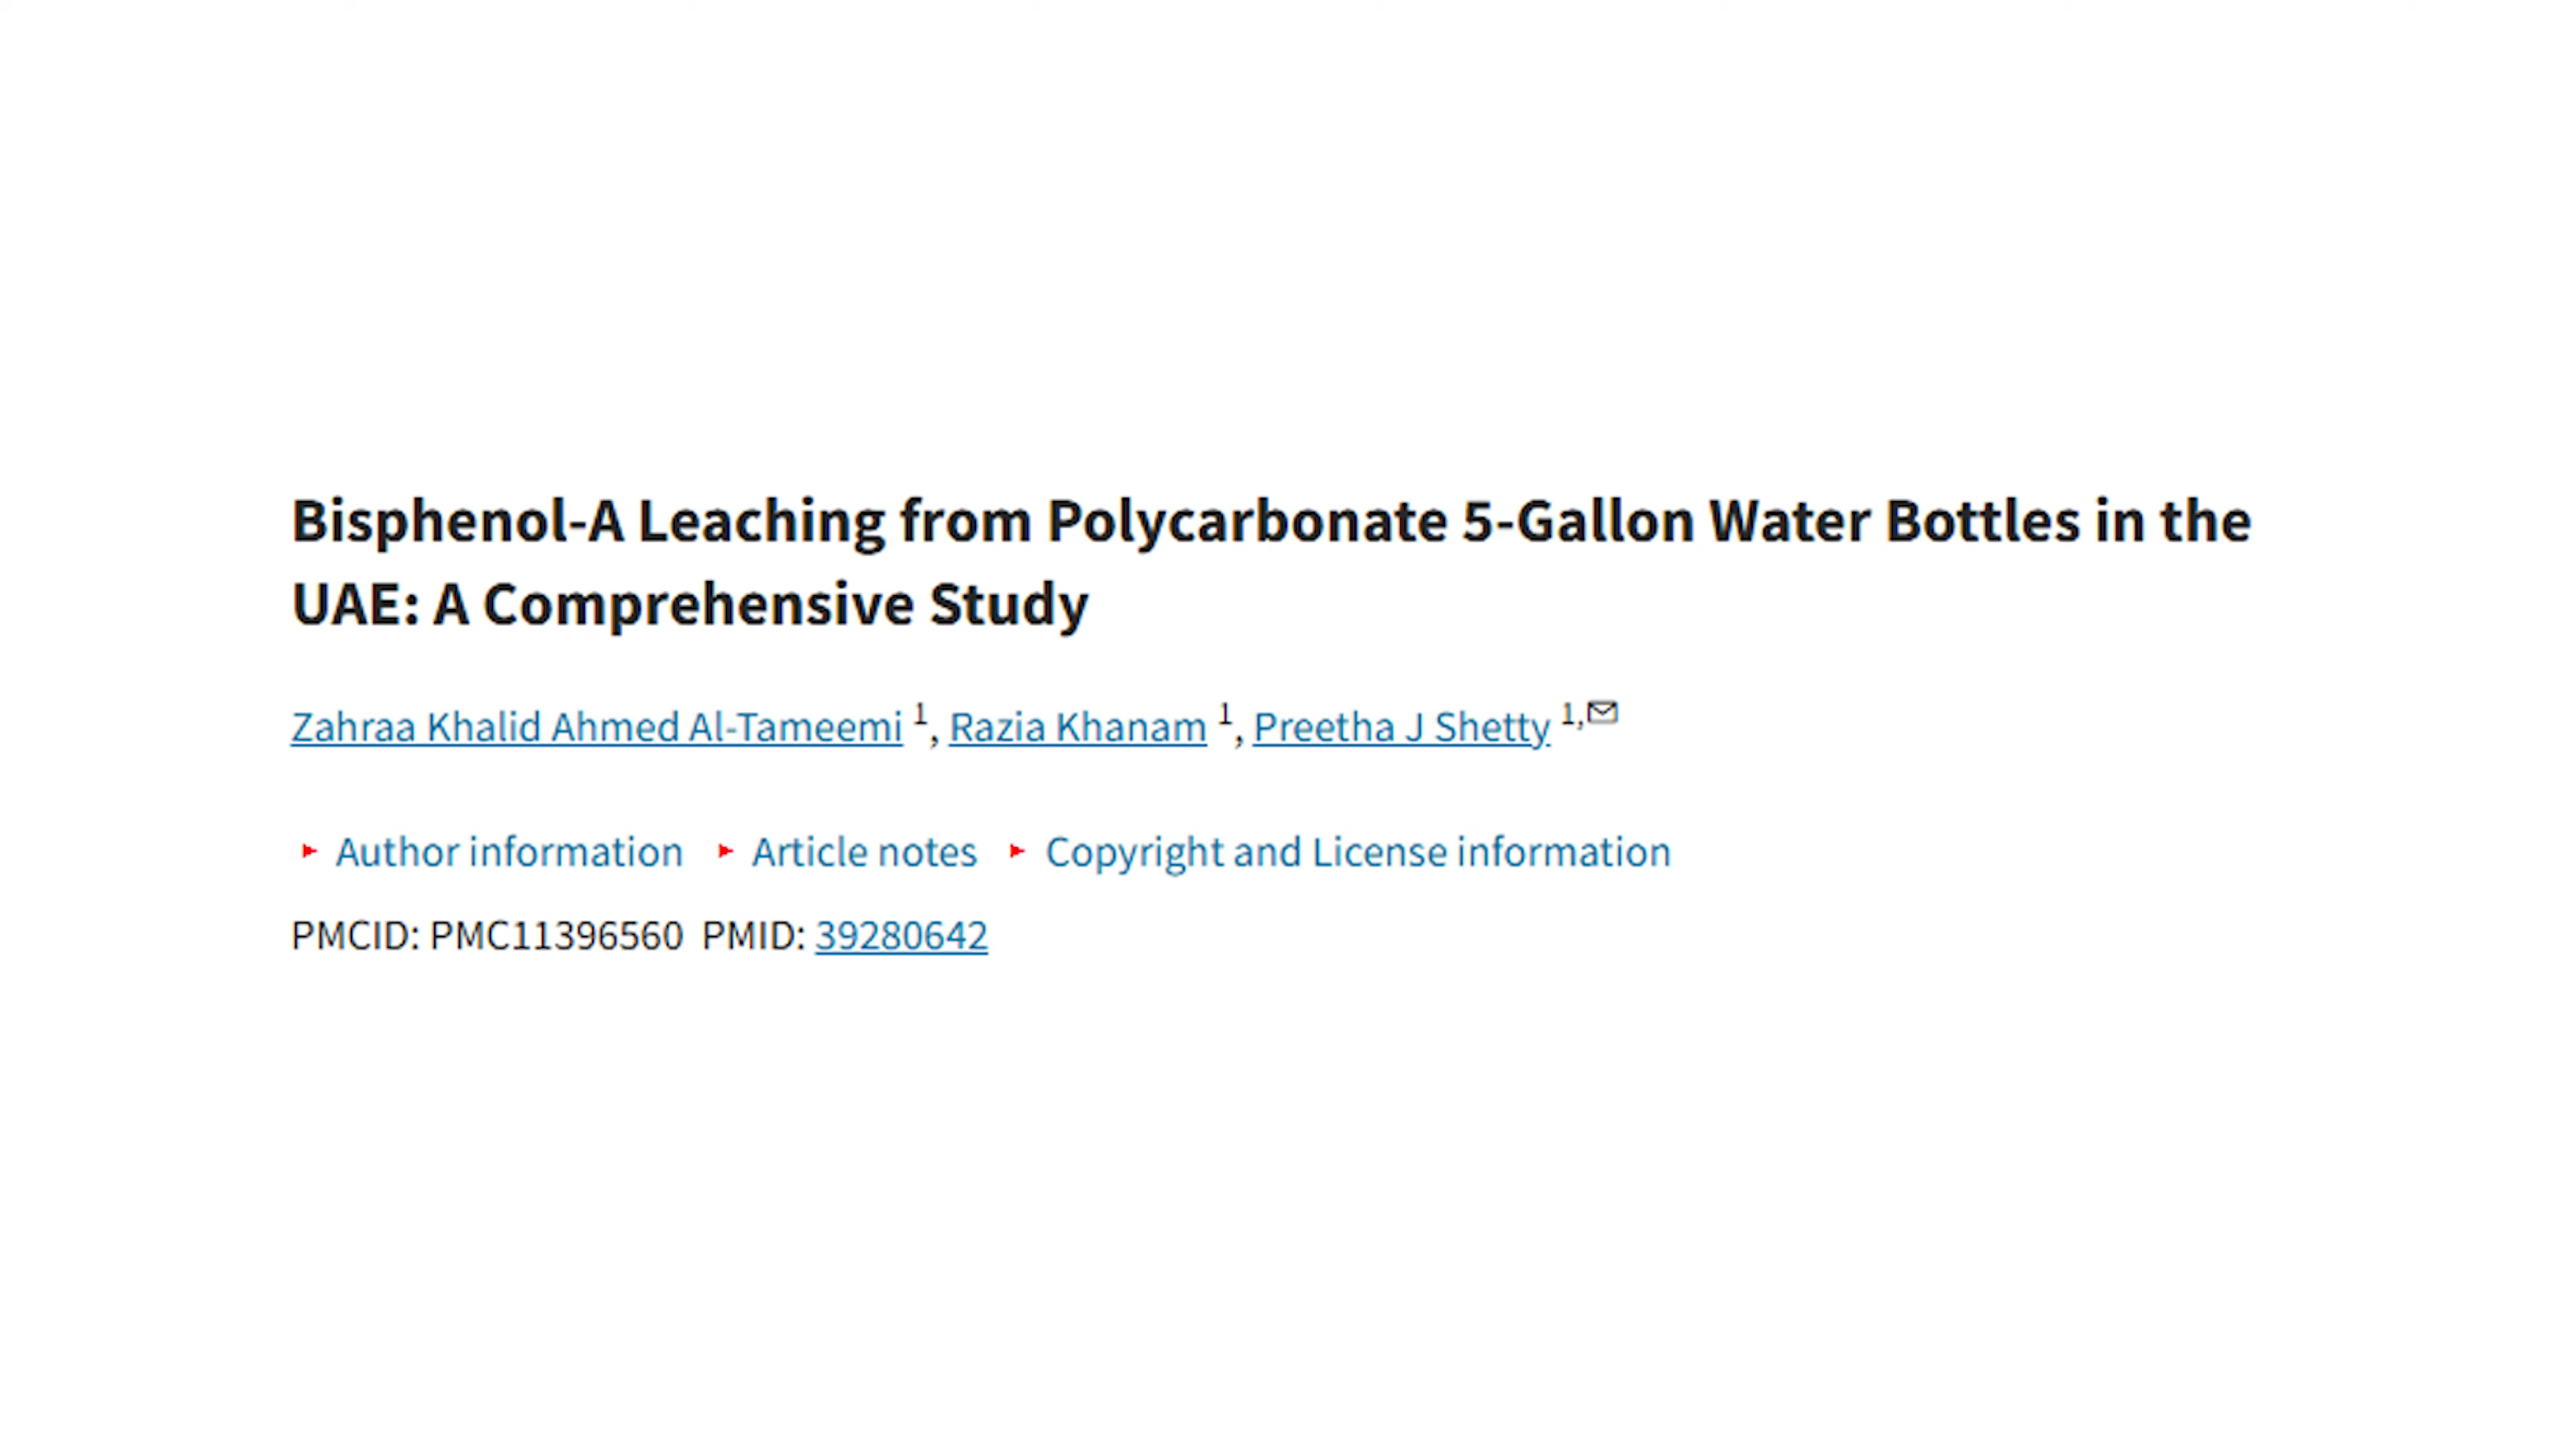 Bisphenol-A Leaching from Polycarbonate 5-Gallon Water Bottles in the
UAE: A Comprehensive Study
Zahraa Khalid Ahmed Al-Tameemi 1, Razia Khanam 1, Preetha J Shetty 1,✉
▸ Author information ▸ Article notes ▸ Copyright and License information
PMCID: PMC11396560 PMID: 39280642